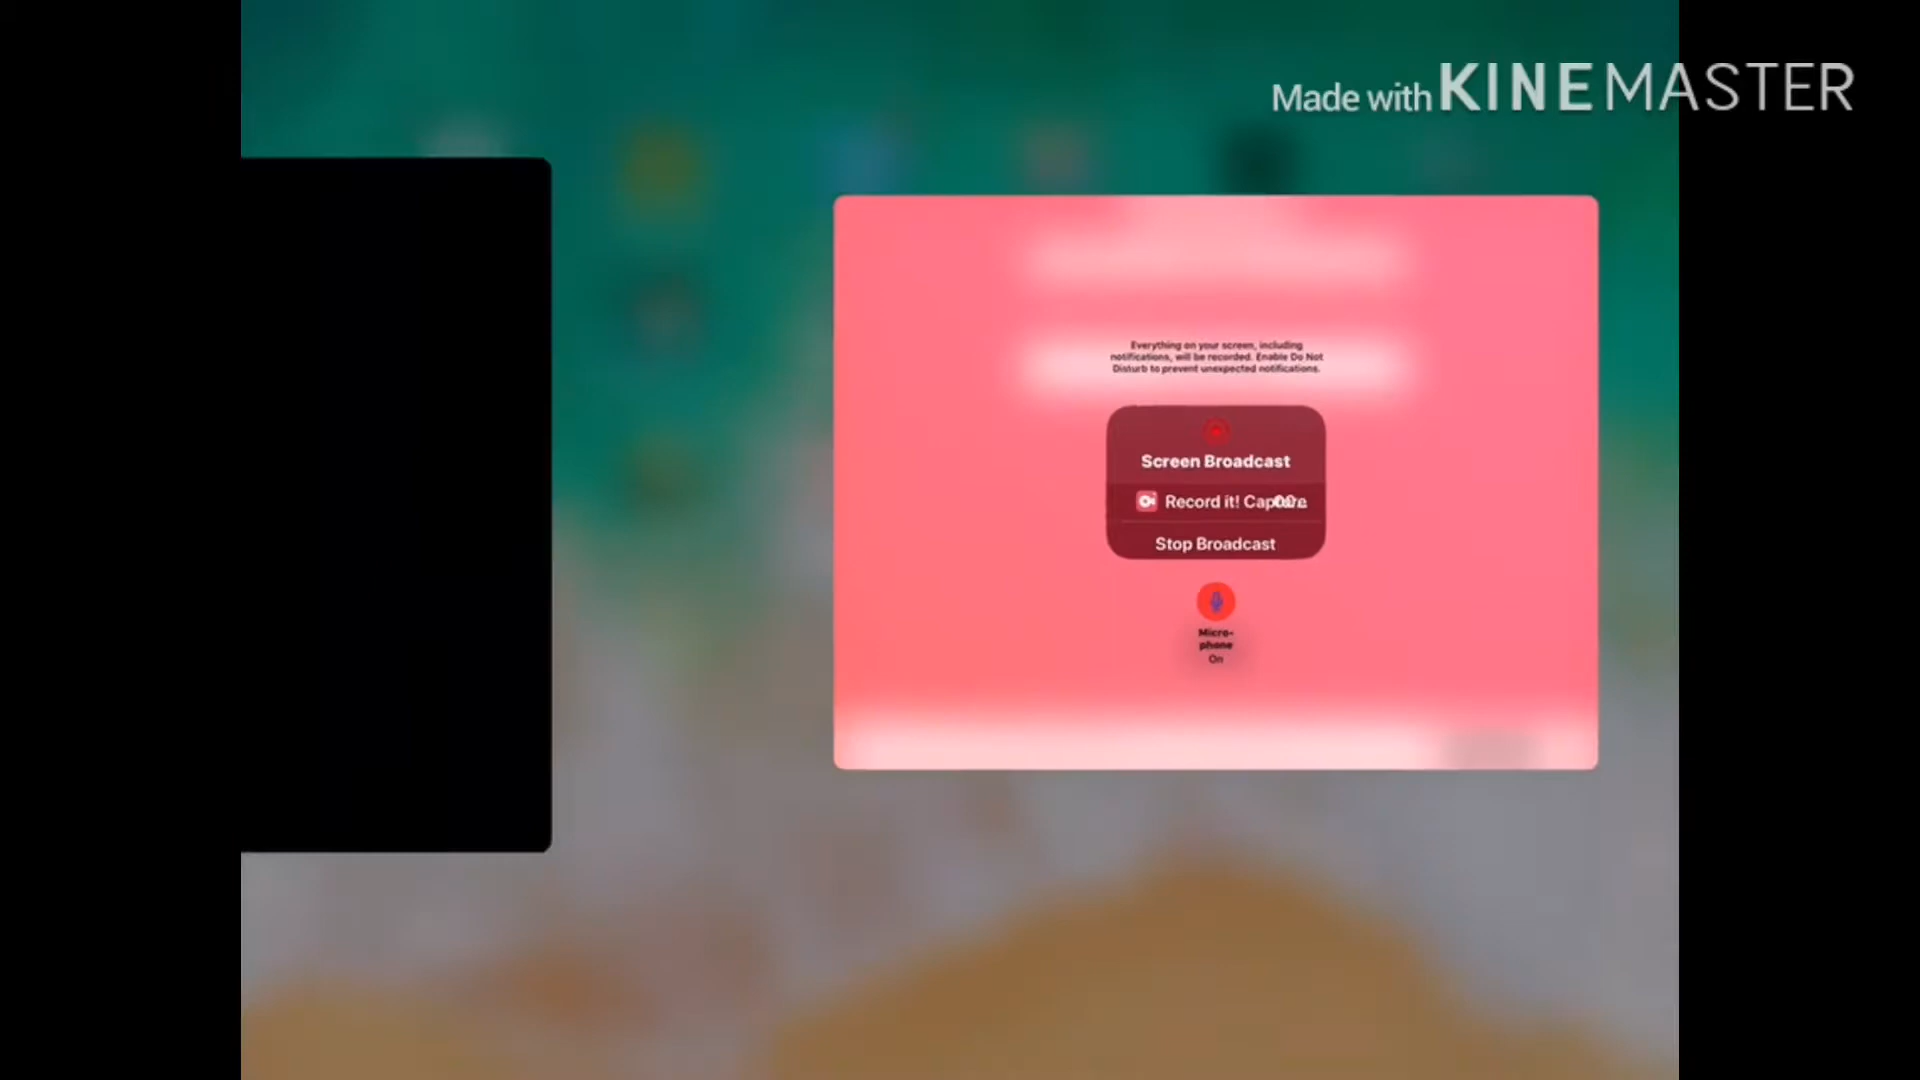 Made with KINEMASTER
Everything on your screen, including
notifications, will be recorded. Enable Do Not
Disturb to prevent unexpected notifications.
Screen Broadcast
Record it! Capture
Stop Broadcast
Micro-
phone
On